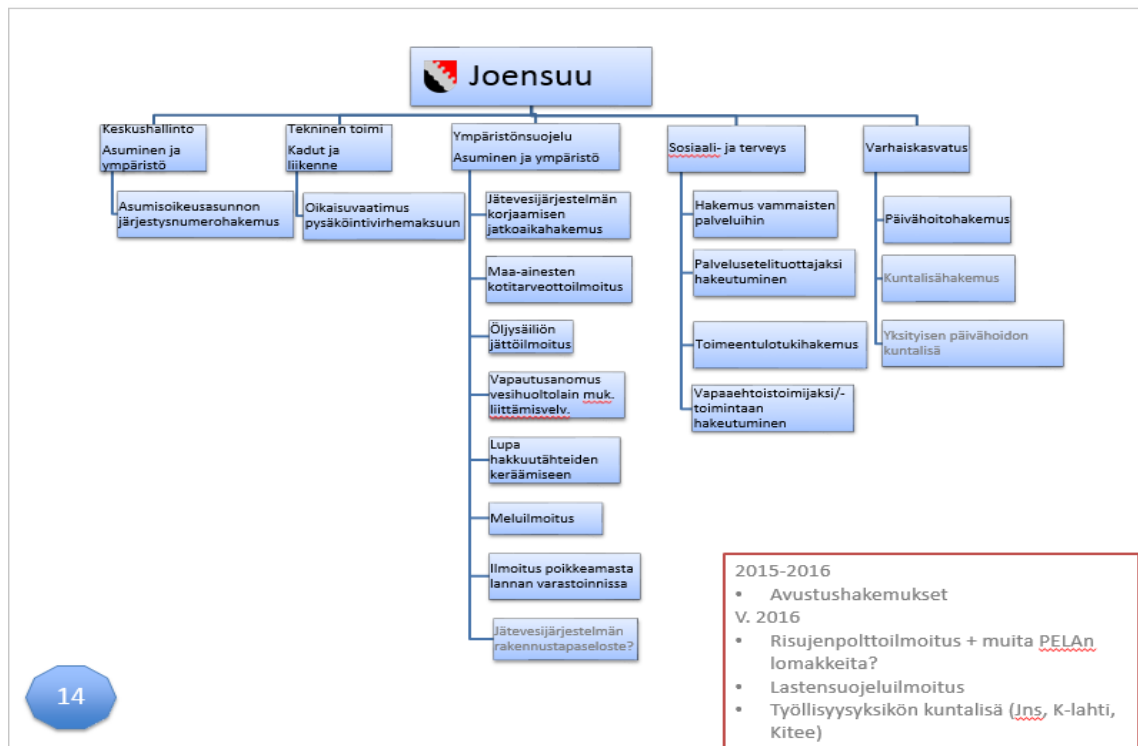 Joensuu
Keskushallinto
Asuminen ja
ympäristö
Asumisoikeusasunnon
järjestysnumerohakemus
Tekninen toimi
Kadut ja
liikenne
Oikaisuvaatimus
pysäköintivirhemaksuun
Ympäristönsuojelu
Asuminen ja ympäristö
Jätevesijärjestelmän
korjaamisen
jatkoaikahakemus
Maa-ainesten
kotitarveottoilmoitus
Öljysäiliön
jättöilmoitus
Vapautusanomus
vesihuoltolain muk.
liittämisvelv.
Lupa
hakkuutähteiden
keräämiseen
Meluilmoitus
Ilmoitus poikkeamasta
lannan varastoinnissa
Jätevesijärjestelmän
rakennustapaseloste?
Sosiaali- ja terveys
Hakemus vammaisten
palveluihin
Palvelusetelituottajaksi
hakeutuminen
Toimeentulotukihakemus
Vapaaehtoistoimijaksi/-
toimintaan
hakeutuminen
Varhaiskasvatus
Päivähoitohakemus
Kuntalisähakemus
Yksityisen päivähoidon
kuntalisä
2015-2016
• Avustushakemukset
V. 2016
• Risujenpolttoilmoitus + muita PELAn
lomakkeita?
• Lastensuojeluilmoitus
• Työllisyysyksikön kuntalisä (Jns, K-lahti,
Kitee)
14